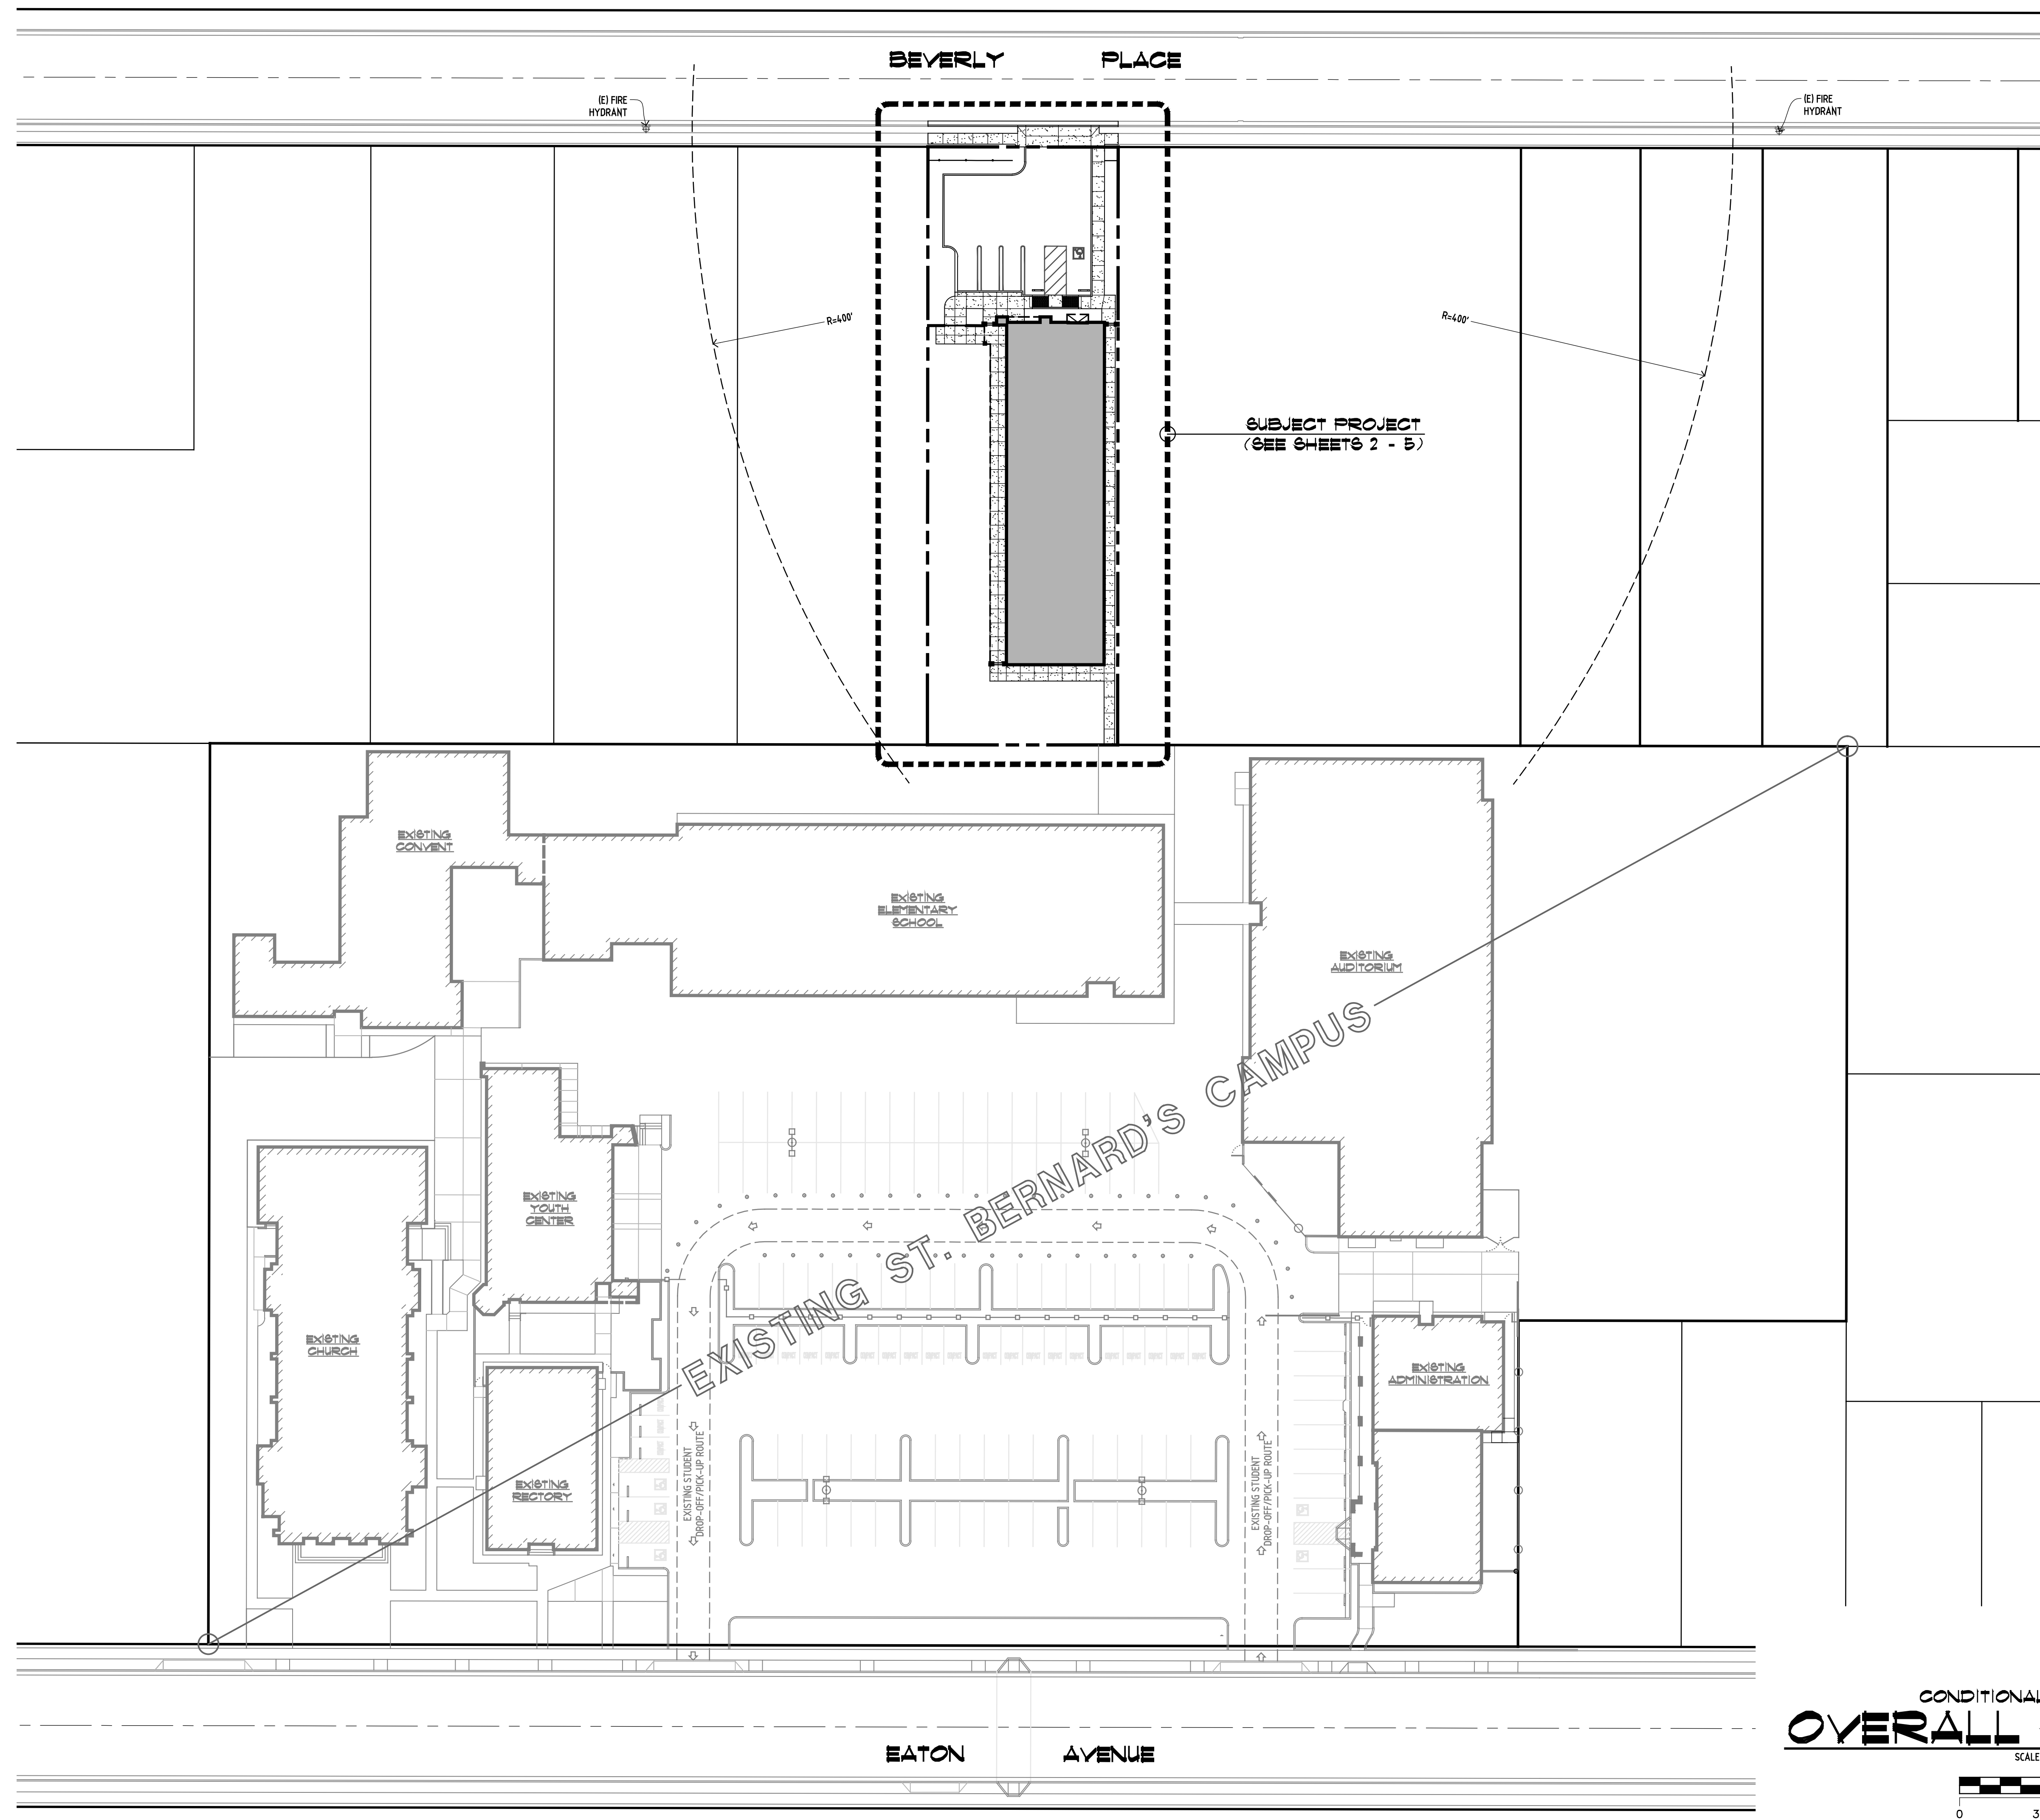 BEVERLY PLACE
(E) FIRE
HYDRANT
(E) FIRE
HYDRANT
R=400'
R=400'
SUBJECT PROJECT
(SEE SHEETS 2 - 5)
EXISTING
CONVENT
EXISTING
ELEMENTARY
SCHOOL
EXISTING
AUDITORIUM
EXISTING ST. BERNARD'S CAMPUS
EXISTING
YOUTH
CENTER
EXISTING
CHURCH
EXISTING
ADMINISTRATION
EXISTING
RECTORY
EXISTING STUDENT
DROP-OFF/PICK-UP ROUTE
EXISTING STUDENT
DROP-OFF/PICK-UP ROUTE
EATON AVENUE
CONDITIONAL
OVERALL
SCALE
0 3